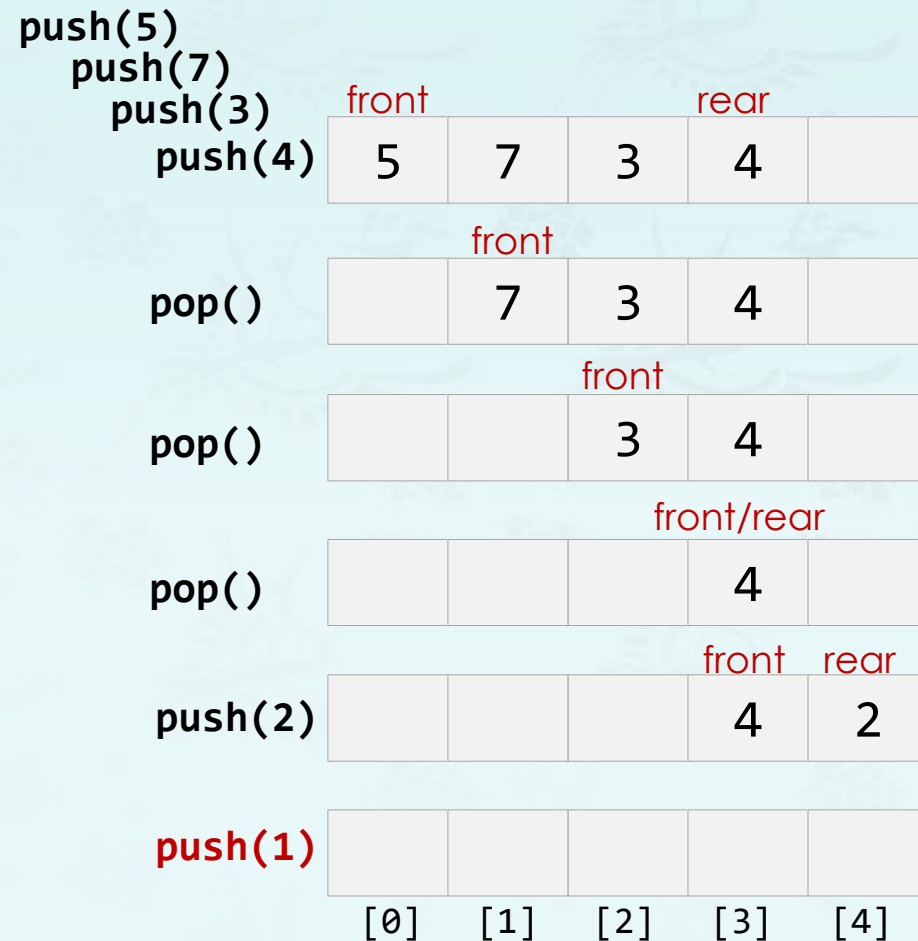 push(5)
push(7)
push(3) front rear
push(4) 5 7 3 4
front
pop() 7 3 4
front
pop() 3 4
front/rear
pop() 4
front rear
push(2) 4 2
push(1)
[0] [1] [2] [3] [4]